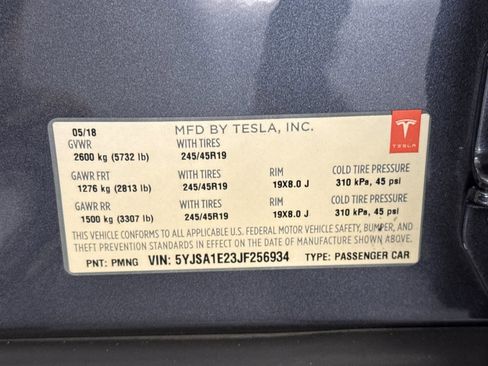 05/18 MFD BY TESLA, INC.
GVWR WITH TIRES
2600 kg (5732 lb) 245/45R19
TESLA
GAWR FRT WITH TIRES RIM COLD TIRE PRESSURE
1276 kg (2813 lb) 245/45R19 19X8.0 J 310 kPa, 45 psi
GAWR RR WITH TIRES RIM COLD TIRE PRESSURE
1500 kg (3307 lb) 245/45R19 19X8.0 J 310 kPa, 45 psi
THIS VEHICLE CONFORMS TO ALL APPLICABLE U.S. FEDERAL MOTOR VEHICLE SAFETY, BUMPER, AND
THEFT PREVENTION STANDARDS IN EFFECT ON THE DATE OF MANUFACTURE SHOWN ABOVE.
PNT: PMNG VIN: 5YJSA1E23JF256934 TYPE: PASSENGER CAR